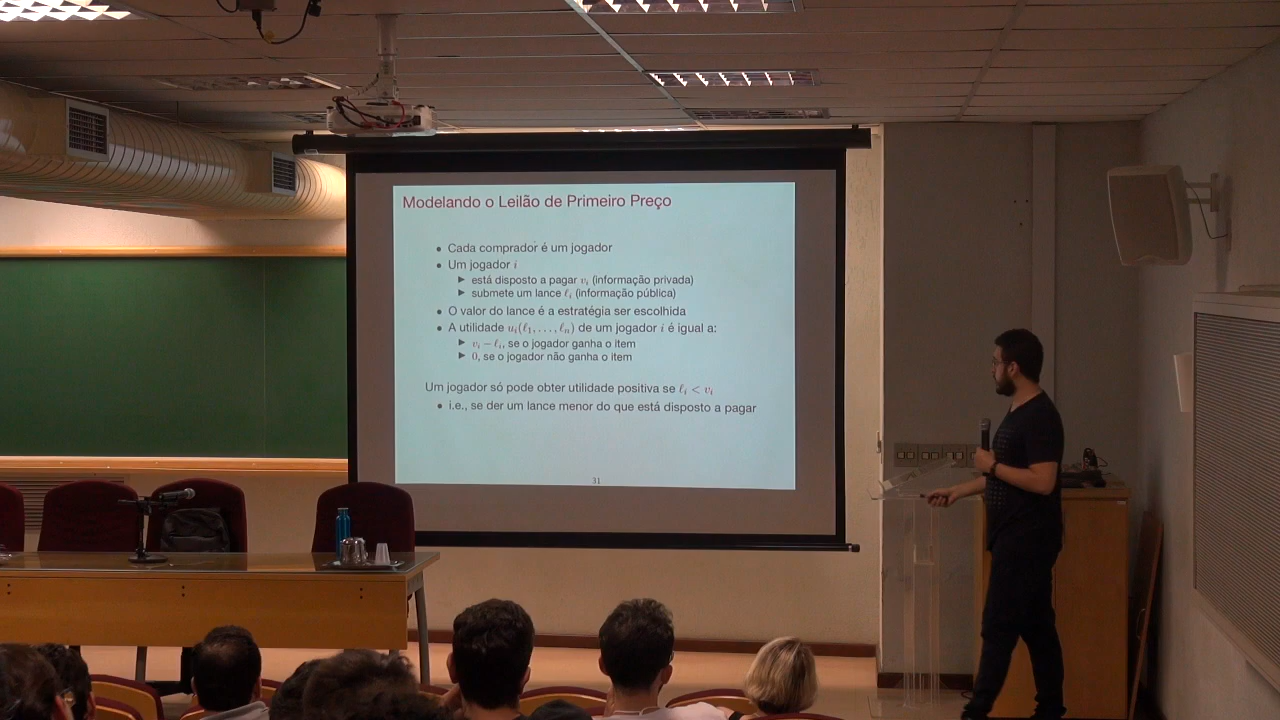 Modelando o Leilão de Primeiro Preço
• Cada comprador é um jogador
• Um jogador i
▶ está disposto a pagar vᵢ (informação privada)
▶ submete um lance ℓᵢ (informação pública)
• O valor do lance é a estratégia ser escolhida
• A utilidade uᵢ(ℓ₁, . . . , ℓₙ) de um jogador i é igual a:
▶ vᵢ − ℓᵢ, se o jogador ganha o item
▶ 0, se o jogador não ganha o item
Um jogador só pode obter utilidade positiva se ℓᵢ < vᵢ
• i.e., se der um lance menor do que está disposto a pagar
31